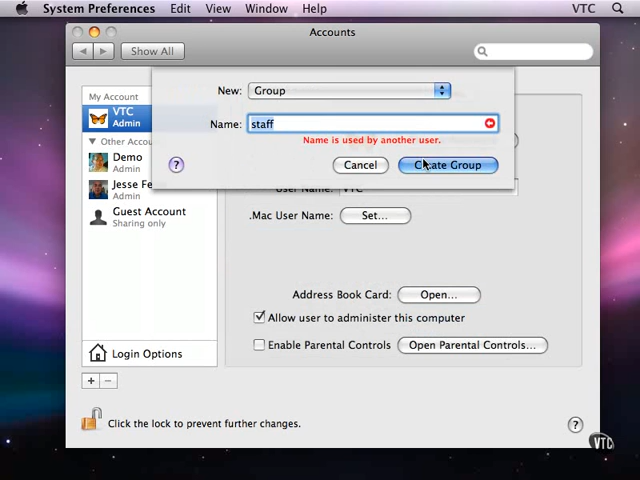 System Preferences Edit View Window Help VTC
Accounts
Show All
New: Group
Name: staff
Name is used by another user.
? Cancel Create Group
My Account
VTC
Admin
Other Accou
Demo
Admin
Jesse Fe
Admin
Guest Account
Sharing only
User Name: VTC
.Mac User Name: Set...
Address Book Card: Open...
Allow user to administer this computer
Enable Parental Controls Open Parental Controls...
Login Options
+ −
Click the lock to prevent further changes. ?
VTC